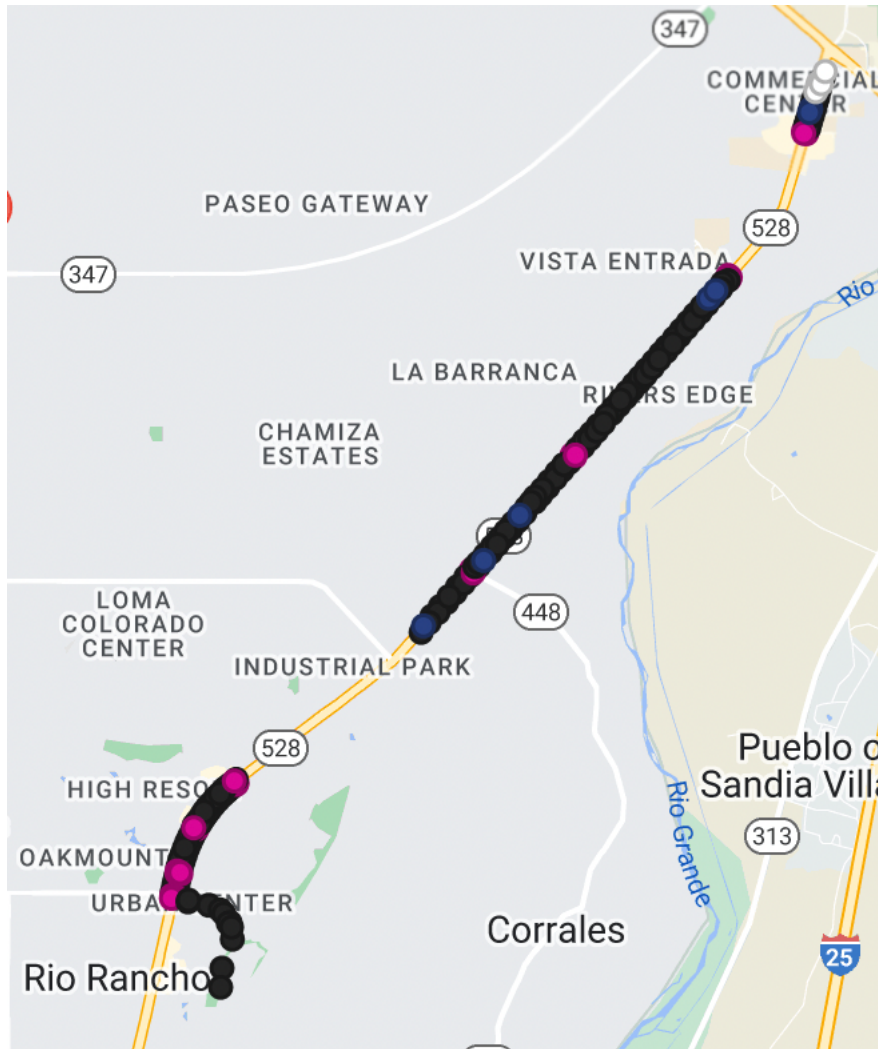 347
COMMERCIAL
CENTER
PASEO GATEWAY
528
VISTA ENTRADA
347
Rio
LA BARRANCA
RIVERS EDGE
CHAMIZA
ESTATES
LOMA
COLORADO
CENTER
448
INDUSTRIAL PARK
528
Pueblo o
Sandia Villa
HIGH RESO
Rio Grande
313
OAKMOUNT
URBAN CENTER
Corrales
25
Rio Rancho